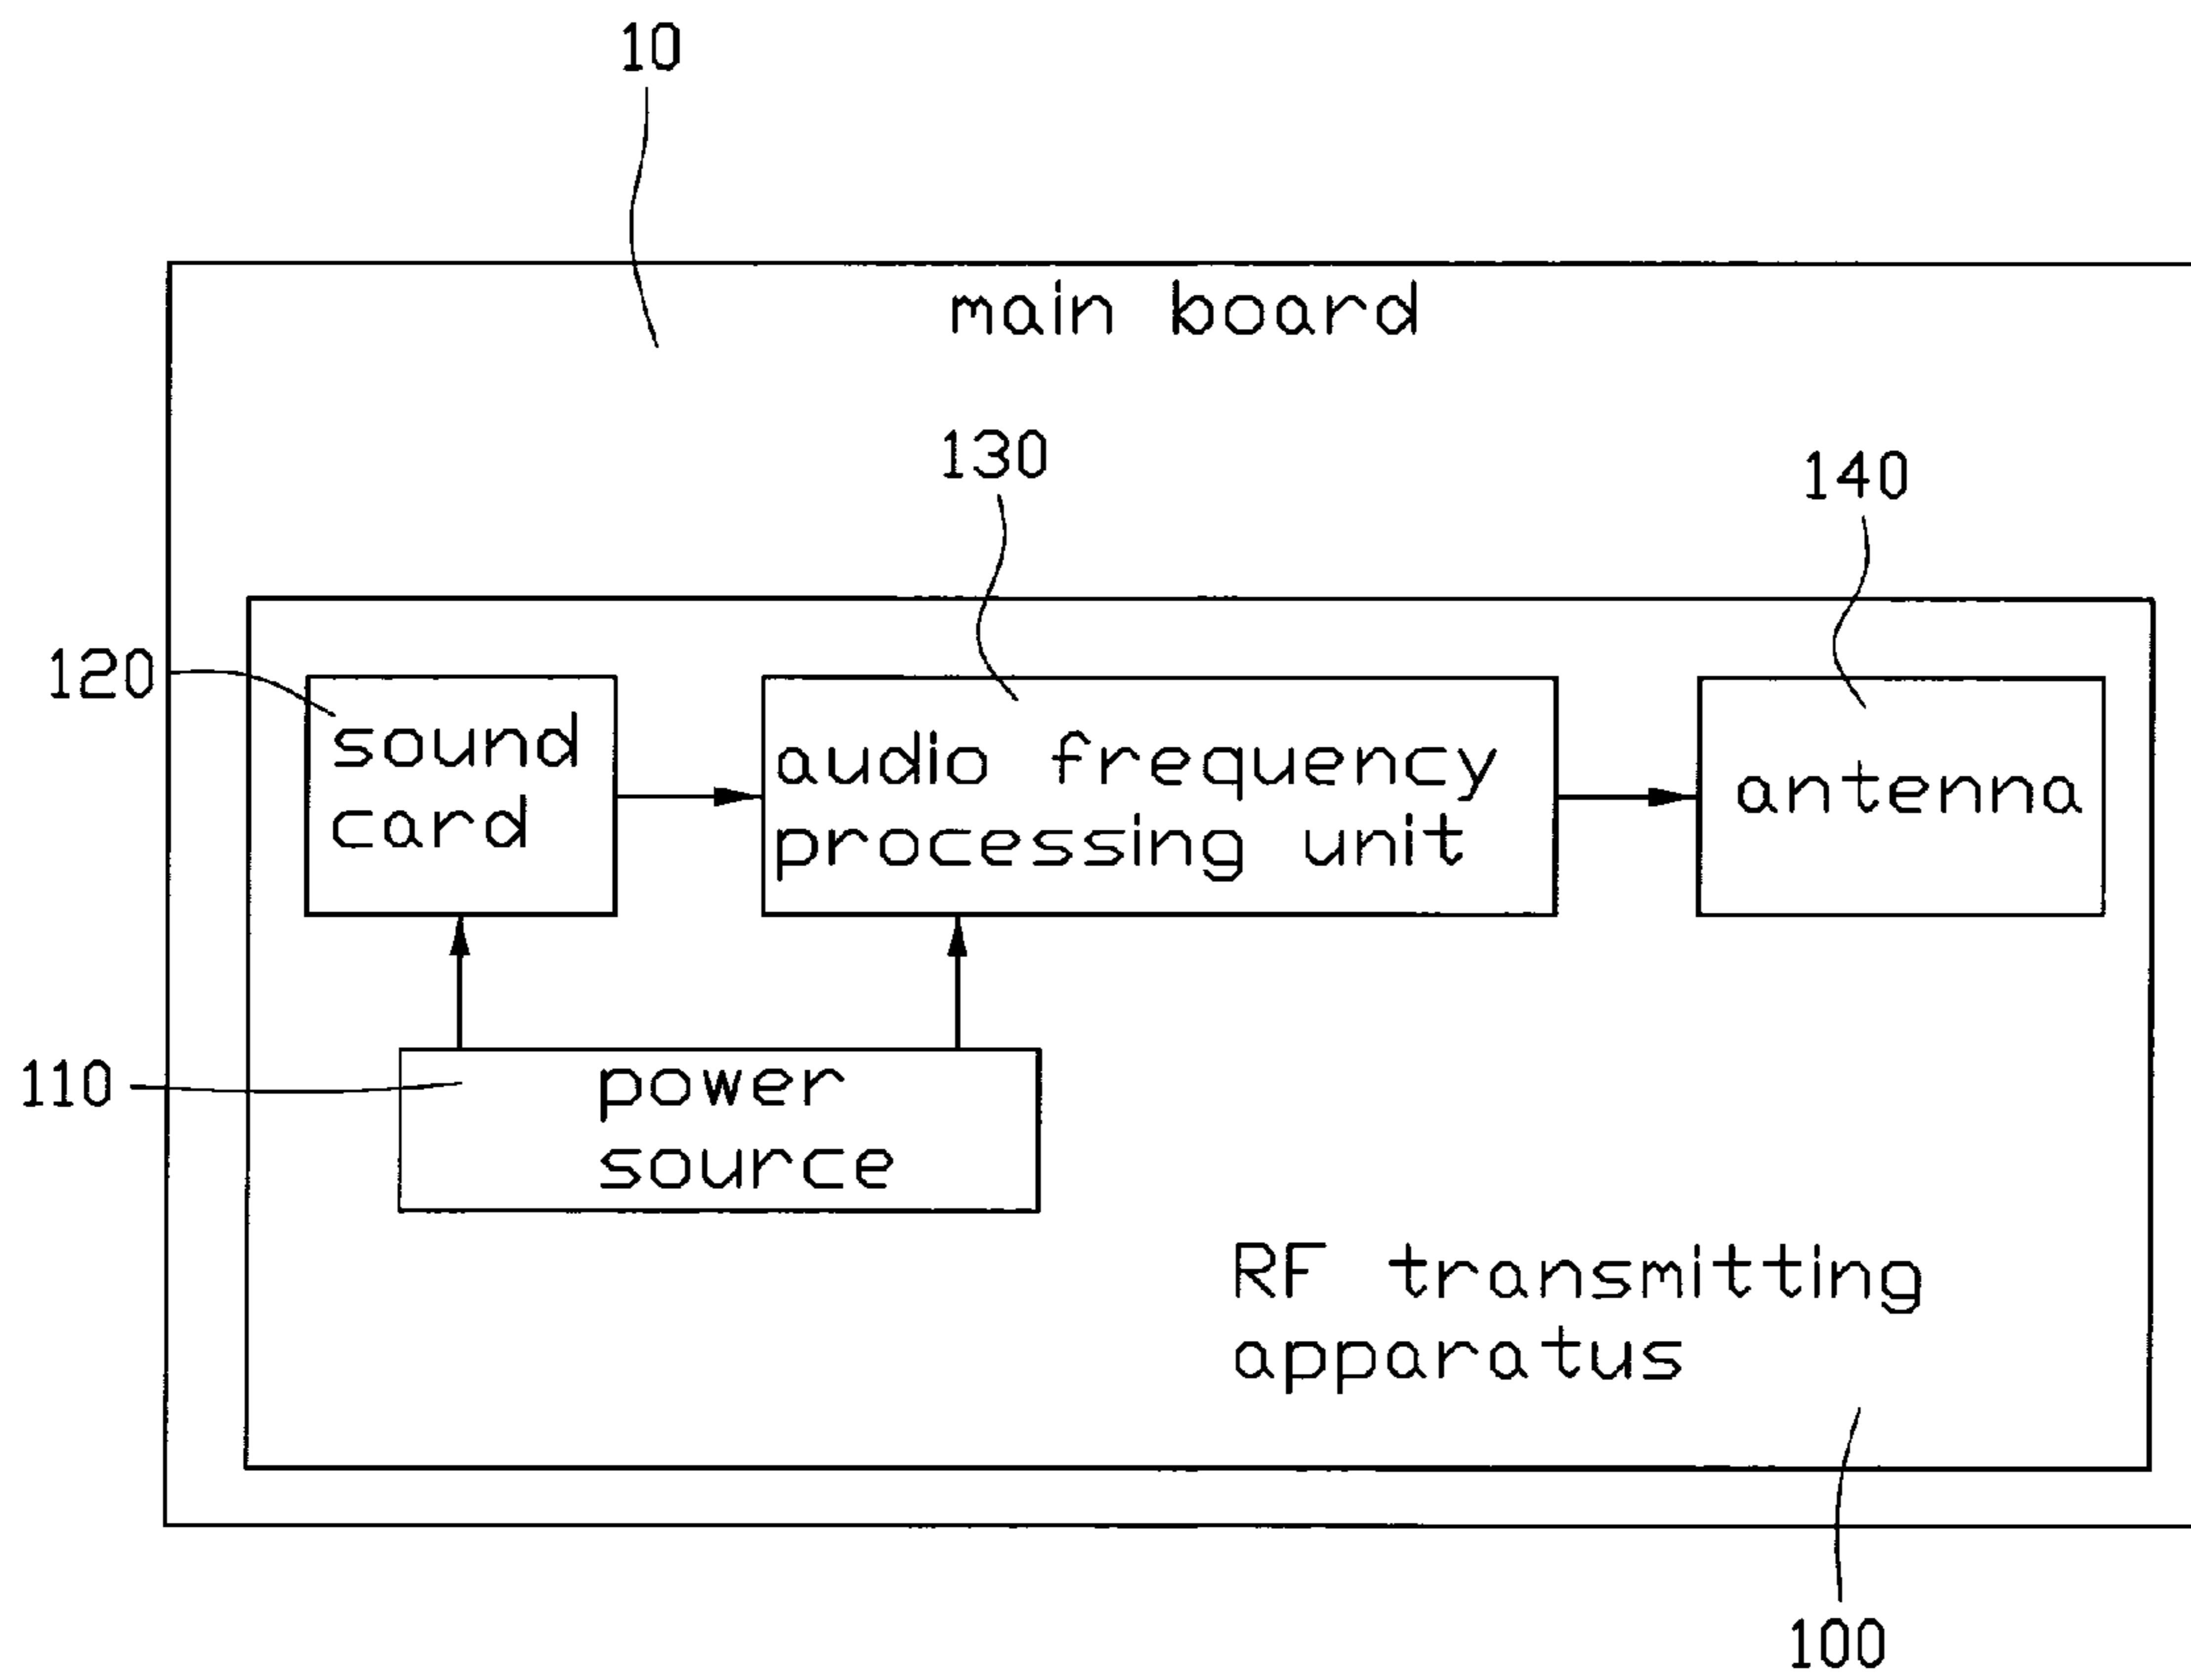 10
main board
130
140
120
sound
card
audio frequency
processing unit
antenna
110
power
source
RF transmitting
apparatus
100